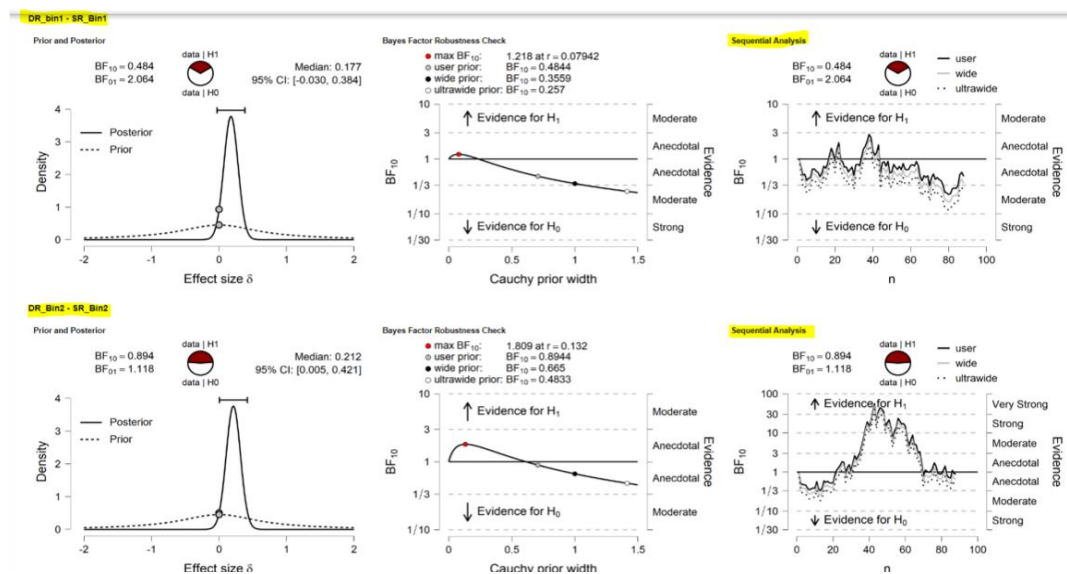 DR_bin1 - SR_Bin1
Prior and Posterior
data | H1
BF10 = 0.484
BF01 = 2.064
Median: 0.177
95% CI: [-0.030, 0.384]
data | H0
4
3
2
1
0
Density
Posterior
Prior
-2
-1
0
1
2
Effect size δ
Bayes Factor Robustness Check
max BF10: 1.218 at r = 0.07942
user prior: BF10 = 0.4844
wide prior: BF10 = 0.3559
ultrawide prior: BF10 = 0.257
10
3
1
1/3
1/10
1/30
BF10
Evidence for H1
Evidence for H0
Moderate
Anecdotal
Anecdotal
Moderate
Strong
Evidence
0
0.5
1
1.5
Cauchy prior width
Sequential Analysis
BF10 = 0.484
BF01 = 2.064
data | H1
data | H0
user
wide
ultrawide
10
3
1
1/3
1/10
1/30
BF10
Evidence for H1
Evidence for H0
Moderate
Anecdotal
Anecdotal
Moderate
Strong
Evidence
0
20
40
60
80
100
n
DR_Bin2 - SR_Bin2
Prior and Posterior
data | H1
BF10 = 0.894
BF01 = 1.118
Median: 0.212
95% CI: [0.005, 0.421]
data | H0
4
3
2
1
0
Density
Posterior
Prior
-2
-1
0
1
2
Effect size δ
Bayes Factor Robustness Check
max BF10: 1.809 at r = 0.132
user prior: BF10 = 0.8944
wide prior: BF10 = 0.665
ultrawide prior: BF10 = 0.4833
10
3
1
1/3
1/10
BF10
Evidence for H1
Evidence for H0
Moderate
Anecdotal
Anecdotal
Moderate
Evidence
0
0.5
1
1.5
Cauchy prior width
Sequential Analysis
BF10 = 0.894
BF01 = 1.118
data | H1
data | H0
user
wide
ultrawide
100
30
10
3
1
1/3
1/10
1/30
BF10
Evidence for H1
Evidence for H0
Very Strong
Strong
Moderate
Anecdotal
Anecdotal
Moderate
Strong
Evidence
0
20
40
60
80
100
n